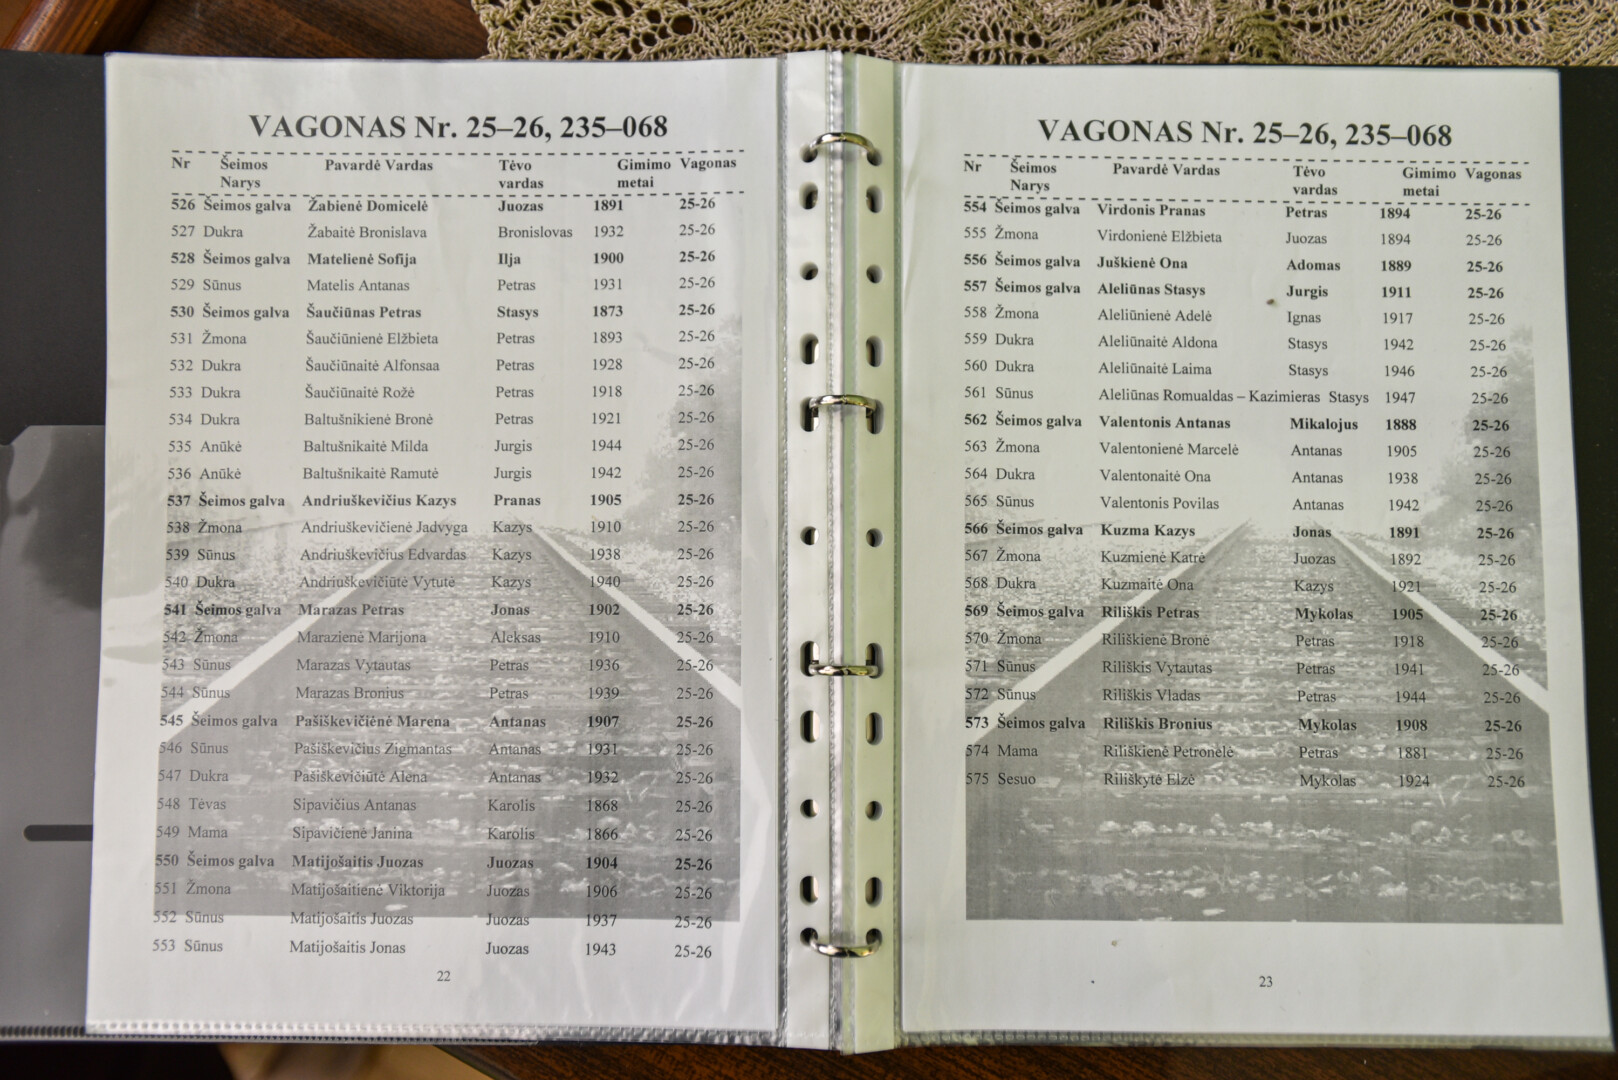 VAGONAS Nr. 25–26, 235–068
Nr Šeimos Narys Pavardė Vardas Tėvo vardas Gimimo metai Vagonas
526 Šeimos galva Žabienė Domicelė Juozas 1891 25-26
527 Dukra Žabaitė Bronislava Bronislovas 1932 25-26
528 Šeimos galva Matelienė Sofija Ilja 1900 25-26
529 Sūnus Matelis Antanas Petras 1931 25-26
530 Šeimos galva Šaučiūnas Petras Stasys 1873 25-26
531 Žmona Šaučiūnienė Elžbieta Petras 1893 25-26
532 Dukra Šaučiūnaitė Alfonsaa Petras 1928 25-26
533 Dukra Šaučiūnaitė Rožė Petras 1918 25-26
534 Dukra Baltušnikienė Bronė Petras 1921 25-26
535 Anūkė Baltušnikaitė Milda Jurgis 1944 25-26
536 Anūkė Baltušnikaitė Ramutė Jurgis 1942 25-26
537 Šeimos galva Andriuškevičius Kazys Pranas 1905 25-26
538 Žmona Andriuškevičienė Jadvyga Kazys 1910 25-26
539 Sūnus Andriuškevičius Edvardas Kazys 1938 25-26
540 Dukra Andriuškevičiūtė Vytutė Kazys 1940 25-26
541 Šeimos galva Marazas Petras Jonas 1902 25-26
542 Žmona Marazienė Marijona Aleksas 1910 25-26
543 Sūnus Marazas Vytautas Petras 1936 25-26
544 Sūnus Marazas Bronius Petras 1939 25-26
545 Šeimos galva Pašiškevičiėnė Marena Antanas 1907 25-26
546 Sūnus Pašiškevičius Zigmantas Antanas 1931 25-26
547 Dukra Pašiškevičiūtė Alena Antanas 1932 25-26
548 Tėvas Sipavičius Antanas Karolis 1868 25-26
549 Mama Sipavičienė Janina Karolis 1866 25-26
550 Šeimos galva Matijošaitis Juozas Juozas 1904 25-26
551 Žmona Matijošaitienė Viktorija Juozas 1906 25-26
552 Sūnus Matijošaitis Juozas Juozas 1937 25-26
553 Sūnus Matijošaitis Jonas Juozas 1943 25-26
22
VAGONAS Nr. 25–26, 235–068
Nr Šeimos Narys Pavardė Vardas Tėvo vardas Gimimo metai Vagonas
554 Šeimos galva Virdonis Pranas Petras 1894 25-26
555 Žmona Virdonienė Elžbieta Juozas 1894 25-26
556 Šeimos galva Juškienė Ona Adomas 1889 25-26
557 Šeimos galva Aleliūnas Stasys Jurgis 1911 25-26
558 Žmona Aleliūnienė Adelė Ignas 1917 25-26
559 Dukra Aleliūnaitė Aldona Stasys 1942 25-26
560 Dukra Aleliūnaitė Laima Stasys 1946 25-26
561 Sūnus Aleliūnas Romualdas – Kazimieras Stasys 1947 25-26
562 Šeimos galva Valentonis Antanas Mikalojus 1888 25-26
563 Žmona Valentonienė Marcelė Antanas 1905 25-26
564 Dukra Valentonaitė Ona Antanas 1938 25-26
565 Sūnus Valentonis Povilas Antanas 1942 25-26
566 Šeimos galva Kuzma Kazys Jonas 1891 25-26
567 Žmona Kuzmienė Katrė Juozas 1892 25-26
568 Dukra Kuzmaitė Ona Kazys 1921 25-26
569 Šeimos galva Riliškis Petras Mykolas 1905 25-26
570 Žmona Riliškienė Bronė Petras 1918 25-26
571 Sūnus Riliškis Vytautas Petras 1941 25-26
572 Sūnus Riliškis Vladas Petras 1944 25-26
573 Šeimos galva Riliškis Bronius Mykolas 1908 25-26
574 Mama Riliškienė Petronėlė Petras 1881 25-26
575 Sesuo Riliškytė Elzė Mykolas 1924 25-26
23